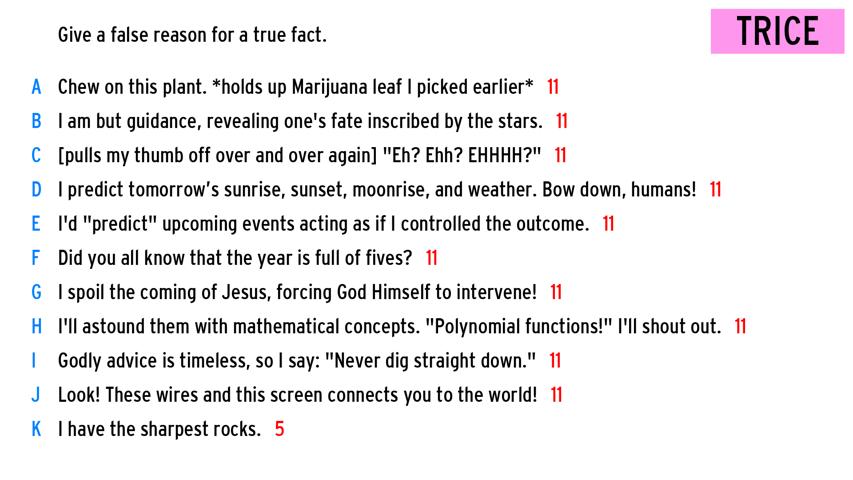 Give a false reason for a true fact.
TRICE
A Chew on this plant. *holds up Marijuana leaf I picked earlier* 11
B I am but guidance, revealing one's fate inscribed by the stars. 11
C [pulls my thumb off over and over again] "Eh? Ehh? EHHHH?" 11
D I predict tomorrow’s sunrise, sunset, moonrise, and weather. Bow down, humans! 11
E I'd "predict" upcoming events acting as if I controlled the outcome. 11
F Did you all know that the year is full of fives? 11
G I spoil the coming of Jesus, forcing God Himself to intervene! 11
H I'll astound them with mathematical concepts. "Polynomial functions!" I'll shout out. 11
I Godly advice is timeless, so I say: "Never dig straight down." 11
J Look! These wires and this screen connects you to the world! 11
K I have the sharpest rocks. 5